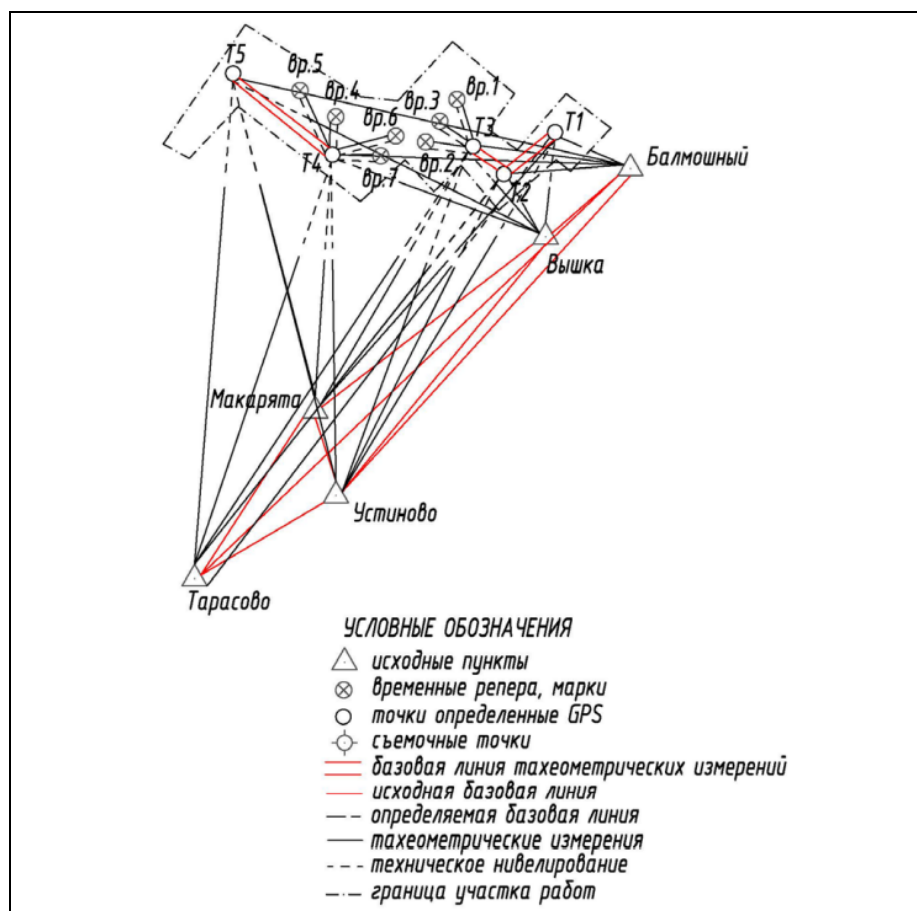 Т5
вр.5
вр.4
вр.1
вр.3
вр.6
Т3
Т1
Т4
вр.2
вр.7
Т2
Балмошный
Вышка
Макарята
Устиново
Тарасово
УСЛОВНЫЕ ОБОЗНАЧЕНИЯ
исходные пункты
временные репера, марки
точки определенные GPS
съемочные точки
базовая линия тахеометрических измерений
исходная базовая линия
определяемая базовая линия
тахеометрические измерения
техническое нивелирование
граница участка работ